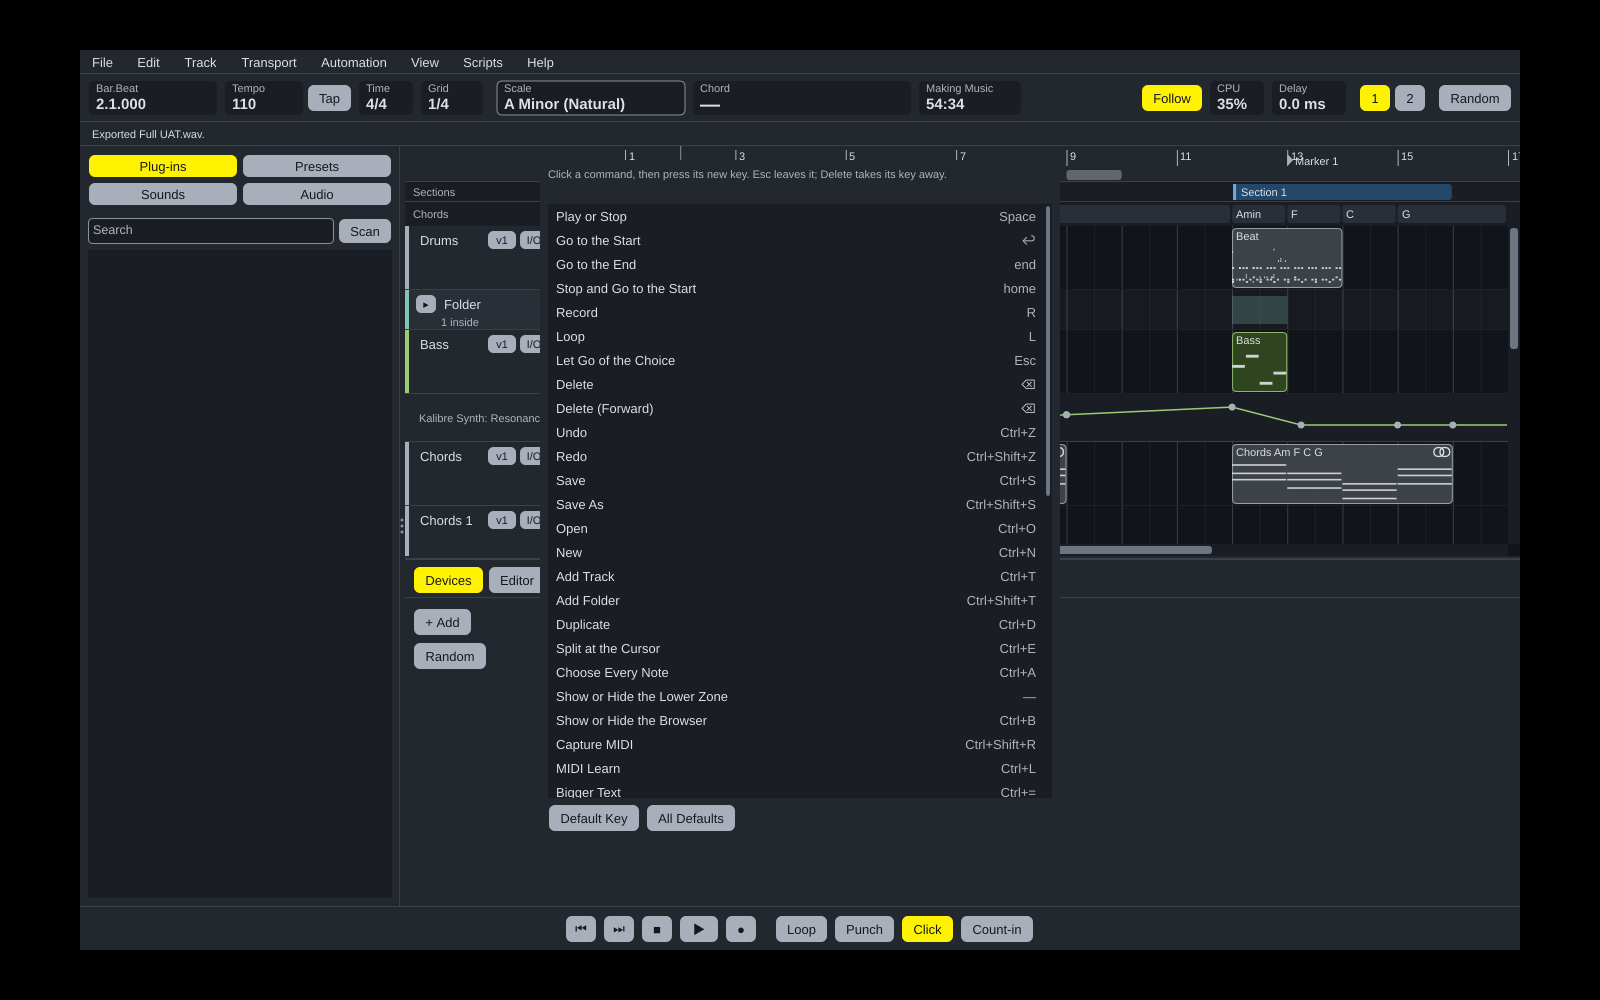 File Edit Track Transport Automation View Scripts Help
Bar.Beat Tempo Time Grid Scale Chord Making Music CPU Delay
2.1.000 110 Tap 4/4 1/4 A Minor (Natural) — 54:34 Follow 35% 0.0 ms 1 2 Random
Exported Full UAT.wav.
Plug-ins Presets
Sounds Audio
Search Scan
1 3 5 7 9 11 13 Marker 1 15 17
Click a command, then press its new key. Esc leaves it; Delete takes its key away.
Sections Section 1
Chords Amin F C G
Drums v1 I/O Beat
Folder
1 inside
Bass v1 I/O Bass
Kalibre Synth: Resonanc
Chords v1 I/O Chords Am F C G
Chords 1 v1 I/O
Devices Editor
+ Add
Random
Play or Stop Space
Go to the Start ↩
Go to the End end
Stop and Go to the Start home
Record R
Loop L
Let Go of the Choice Esc
Delete ⌫
Delete (Forward) ⌫
Undo Ctrl+Z
Redo Ctrl+Shift+Z
Save Ctrl+S
Save As Ctrl+Shift+S
Open Ctrl+O
New Ctrl+N
Add Track Ctrl+T
Add Folder Ctrl+Shift+T
Duplicate Ctrl+D
Split at the Cursor Ctrl+E
Choose Every Note Ctrl+A
Show or Hide the Lower Zone —
Show or Hide the Browser Ctrl+B
Capture MIDI Ctrl+Shift+R
MIDI Learn Ctrl+L
Bigger Text Ctrl+=
Default Key All Defaults
Loop Punch Click Count-in